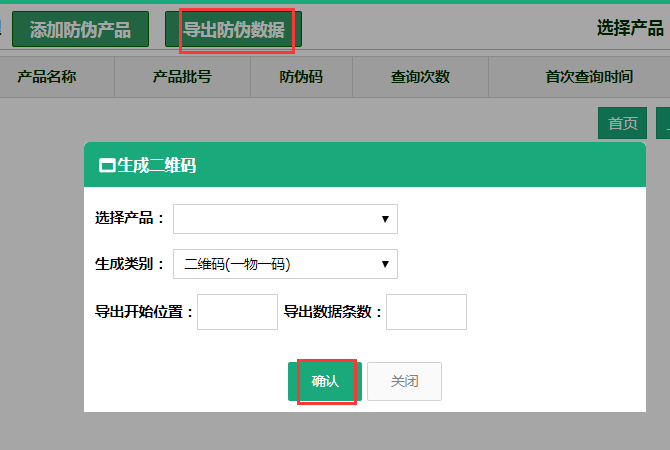 添加防伪产品 导出防伪数据 选择产品
产品名称 产品批号 防伪码 查询次数 首次查询时间
首页
生成二维码
选择产品：
生成类别： 二维码(一物一码)
导出开始位置： 导出数据条数：
确认 关闭